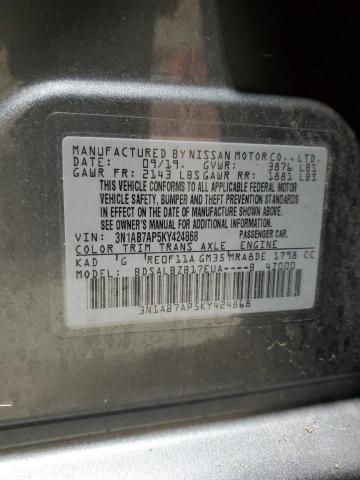 MANUFACTURED BY NISSAN MOTOR CO., LTD.
DATE: 09/19. GVWR: 3876 LBS
GAWR FR: 2143 LBS GAWR RR: 1881 LBS
THIS VEHICLE CONFORMS TO ALL APPLICABLE FEDERAL MOTOR
VEHICLE SAFETY, BUMPER, AND THEFT PREVENTION
STANDARDS IN EFFECT ON THE DATE OF
MANUFACTURE SHOWN ABOVE.
SEE OWNER'S MANUAL FOR ADDITIONAL INFORMATION.
VIN: 3N1AB7AP5KY424868 PASSENGER CAR.
COLOR TRIM TRANS AXLE ENGINE
KAD 'G RE0F11A GM35 MRA8DE 1798 CC
MODEL: BDSALBZB17EUA----B 4Z000
3N1AB7AP5KY424868